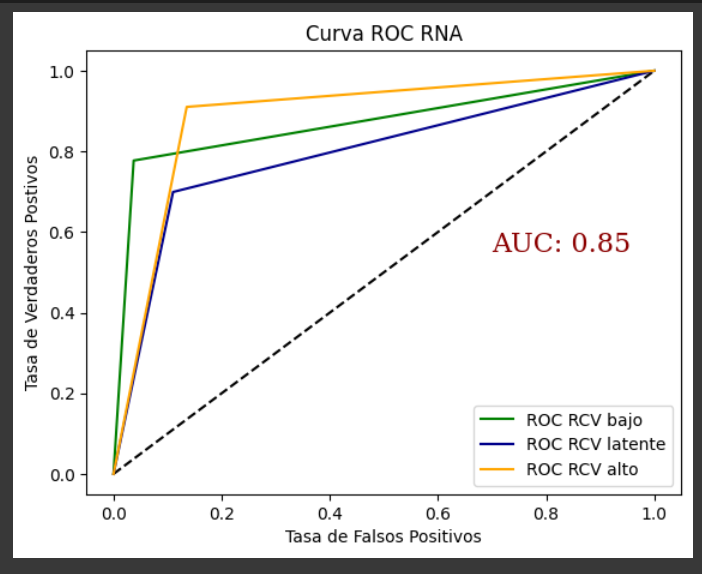 Curva ROC RNA
Tasa de Verdaderos Postivos
1.0
0.8
0.6
0.4
0.2
0.0
AUC: 0.85
ROC RCV bajo
ROC RCV latente
ROC RCV alto
0.0 0.2 0.4 0.6 0.8 1.0
Tasa de Falsos Positivos